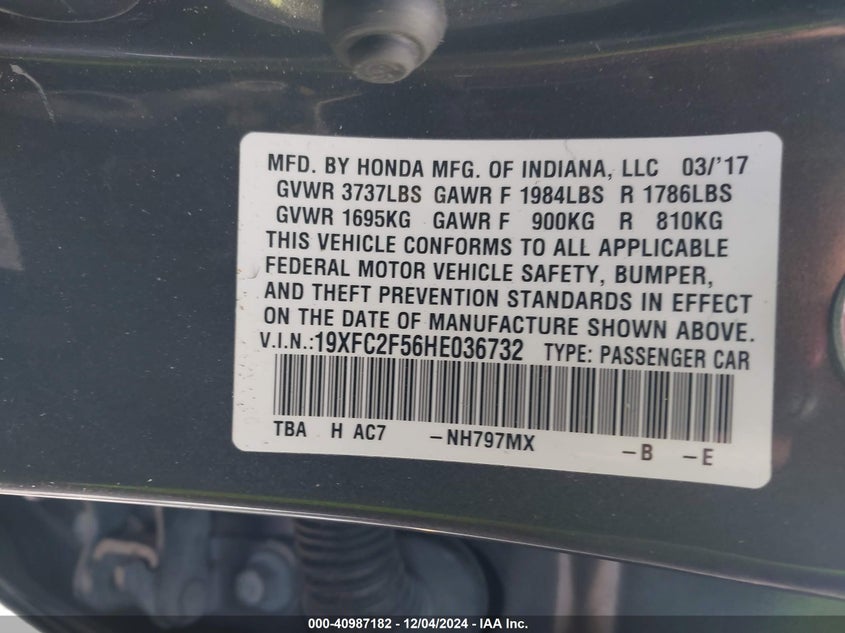 MFD. BY HONDA MFG. OF INDIANA, LLC 03/'17
GVWR 3737LBS GAWR F 1984LBS R 1786LBS
GVWR 1695KG GAWR F 900KG R 810KG
THIS VEHICLE CONFORMS TO ALL APPLICABLE
FEDERAL MOTOR VEHICLE SAFETY, BUMPER,
AND THEFT PREVENTION STANDARDS IN EFFECT
ON THE DATE OF MANUFACTURE SHOWN ABOVE.
V.I.N.:19XFC2F56HE036732 TYPE: PASSENGER CAR
TBA H AC7 -NH797MX -B -E
000-40987182 - 12/04/2024 - IAA Inc.